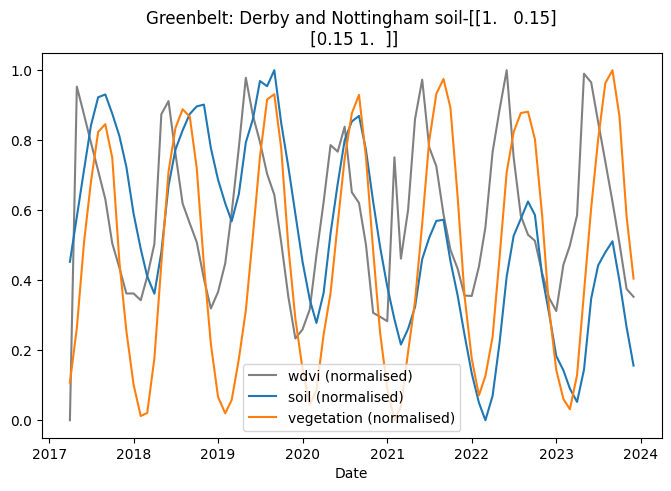 Greenbelt: Derby and Nottingham soil-[[1.   0.15]
[0.15 1.  ]]
1.0
0.8
0.6
0.4
0.2
0.0
wdvi (normalised)
soil (normalised)
vegetation (normalised)
2017 2018 2019 2020 2021 2022 2023 2024
Date